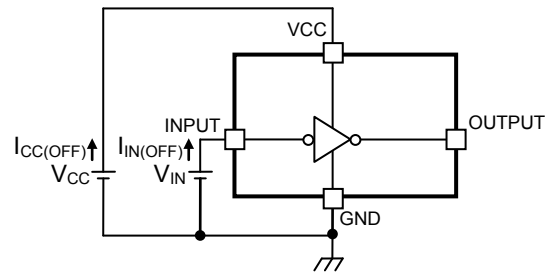 VCC
INPUT
OUTPUT
ICC(OFF)
IIN(OFF)
VCC
VIN
GND